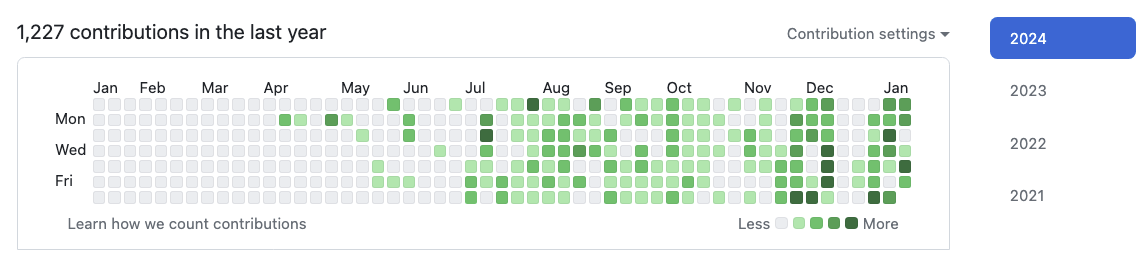 1,227 contributions in the last year
Contribution settings
Jan Feb Mar Apr May Jun Jul Aug Sep Oct Nov Dec Jan
Mon
Wed
Fri
Learn how we count contributions
Less More
2024
2023
2022
2021